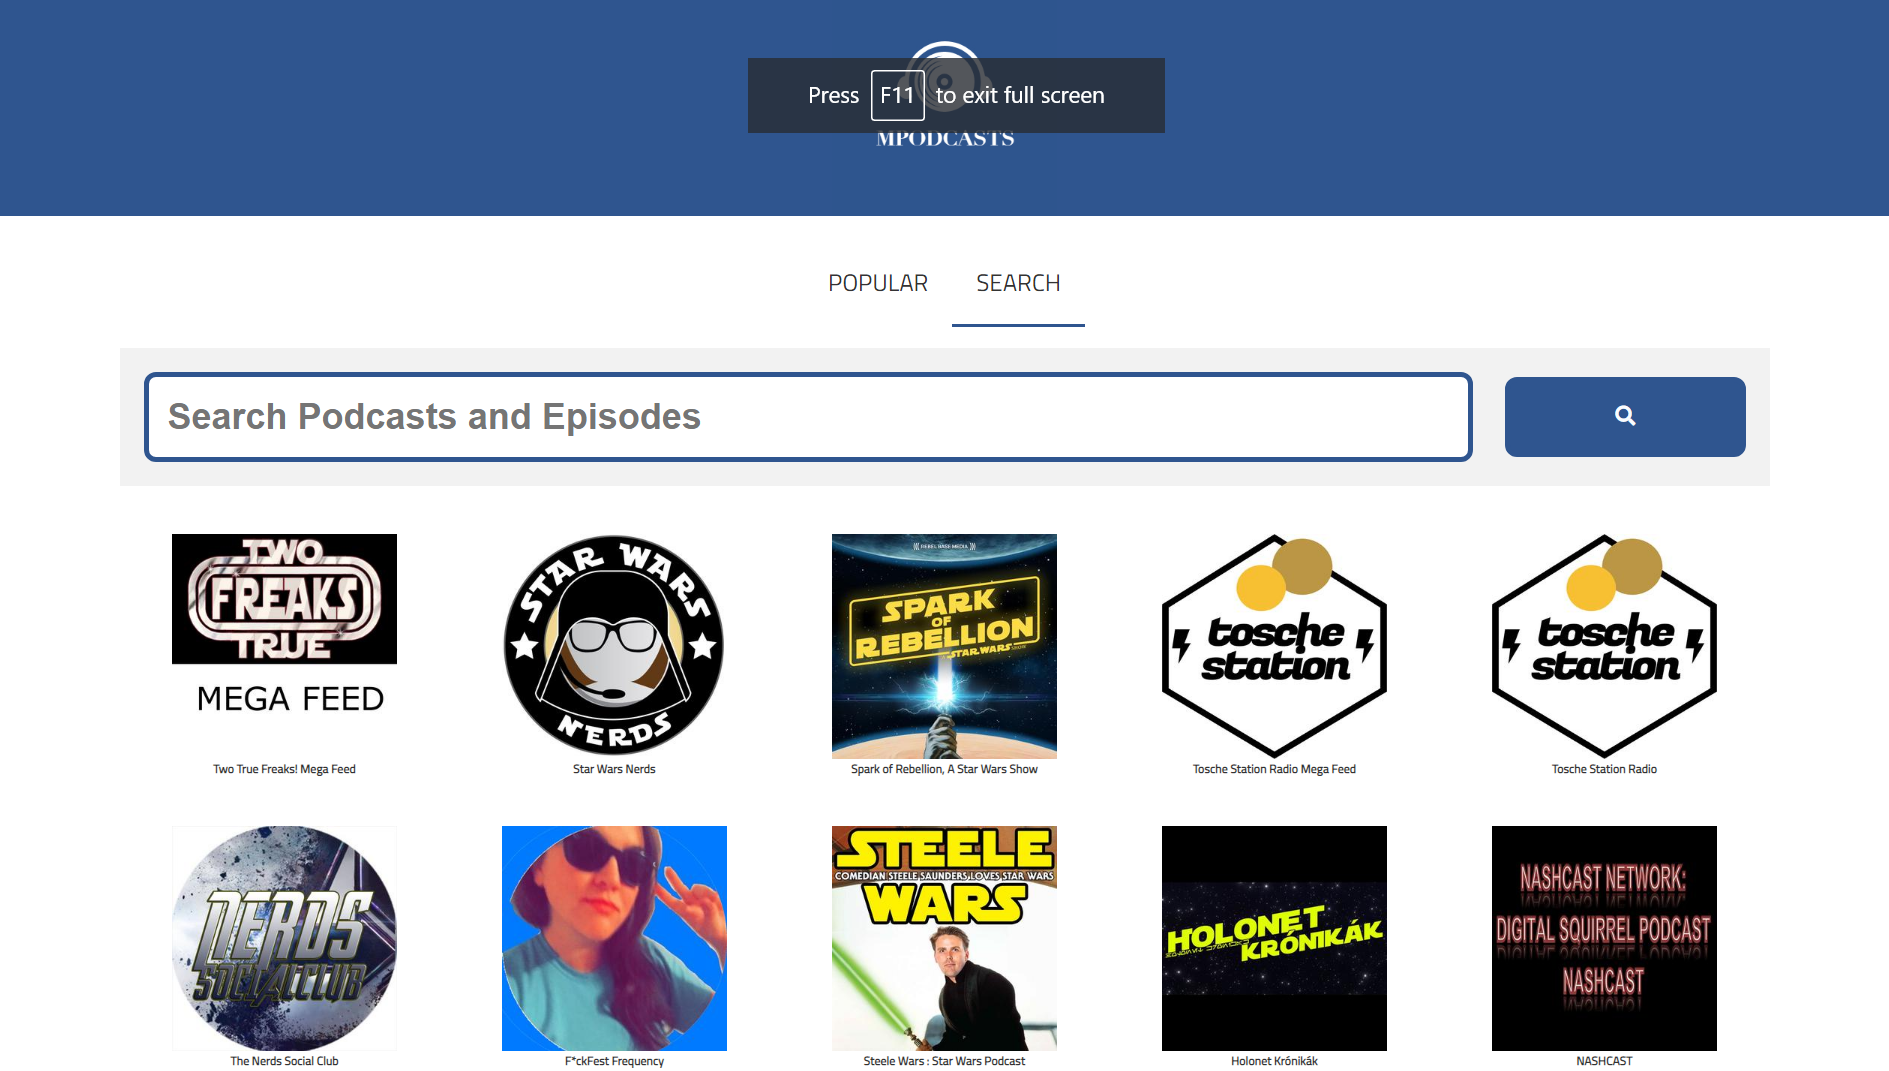 Press F11 to exit full screen
MPODCASTS
POPULAR
SEARCH
Search Podcasts and Episodes
TWO
FREAKS
TRUE
MEGA FEED
Two True Freaks! Mega Feed
STAR WARS
NERDS
Star Wars Nerds
REBEL BASE MEDIA
SPARK
OF
REBELLION
A STAR WARS SHOW
Spark of Rebellion, A Star Wars Show
tosche
station
Tosche Station Radio Mega Feed
tosche
station
Tosche Station Radio
NERDS
SOCIAL CLUB
The Nerds Social Club
F*ckFest Frequency
STEELE
COMEDIAN STEELE SAUNDERS LOVES STAR WARS
WARS
Steele Wars : Star Wars Podcast
HOLONET
KRÓNIKÁK
Holonet Krónikák
NASHCAST NETWORK:
DIGITAL SQUIRREL PODCAST
NASHCAST
NASHCAST